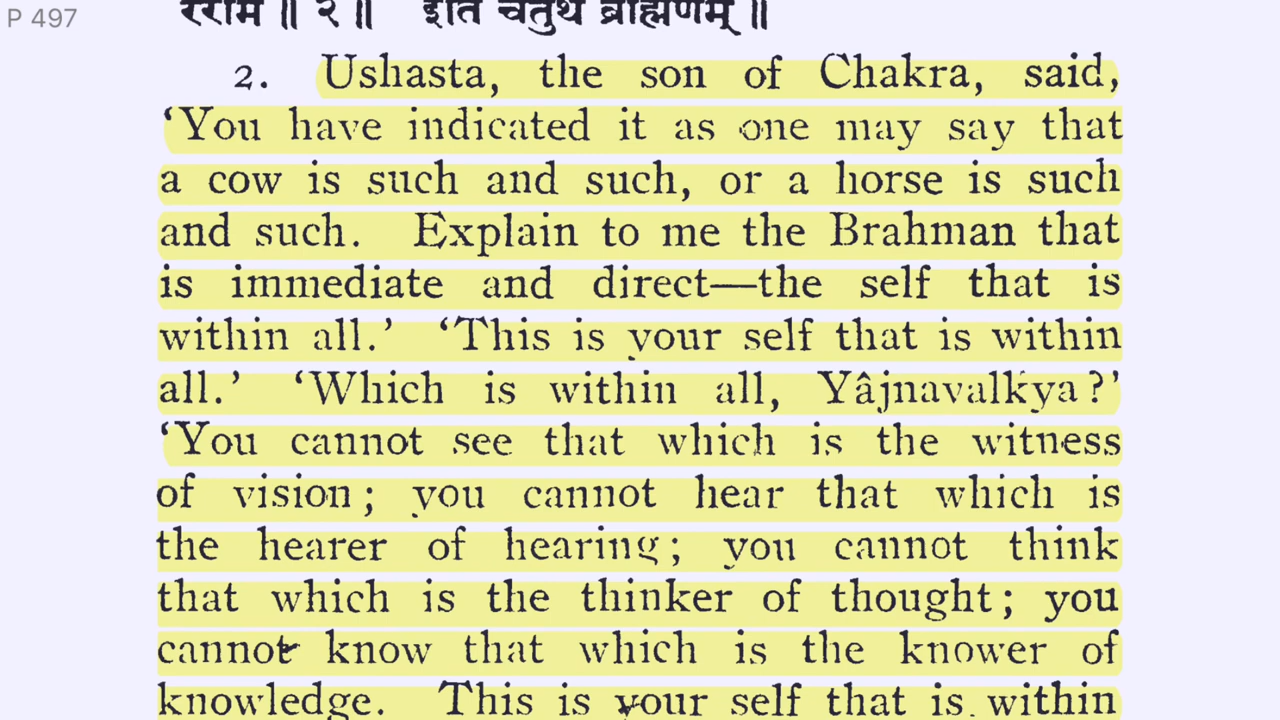 P 497
रराम ॥ २ ॥ इति चतुर्थं ब्राह्मणम् ॥
2. Ushasta, the son of Chakra, said,
‘You have indicated it as one may say that
a cow is such and such, or a horse is such
and such. Explain to me the Brahman that
is immediate and direct—the self that is
within all.’ ‘This is your self that is within
all.’ ‘Which is within all, Yâjnavalkya?’
‘You cannot see that which is the witness
of vision; you cannot hear that which is
the hearer of hearing; you cannot think
that which is the thinker of thought; you
cannot know that which is the knower of
knowledge. This is your self that is within